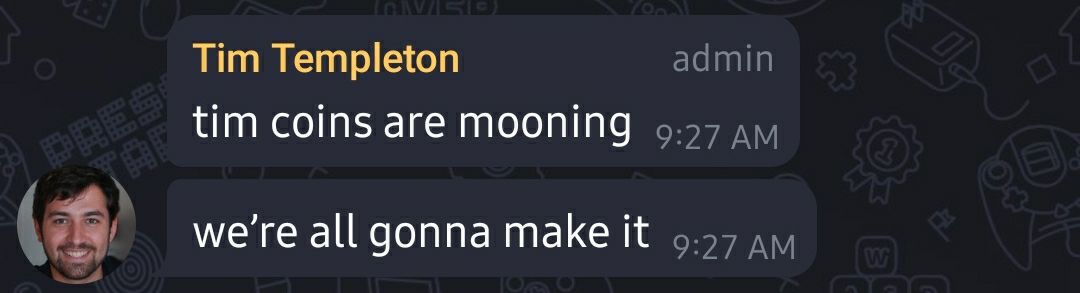 Tim Templeton admin
tim coins are mooning 9:27 AM
we’re all gonna make it 9:27 AM